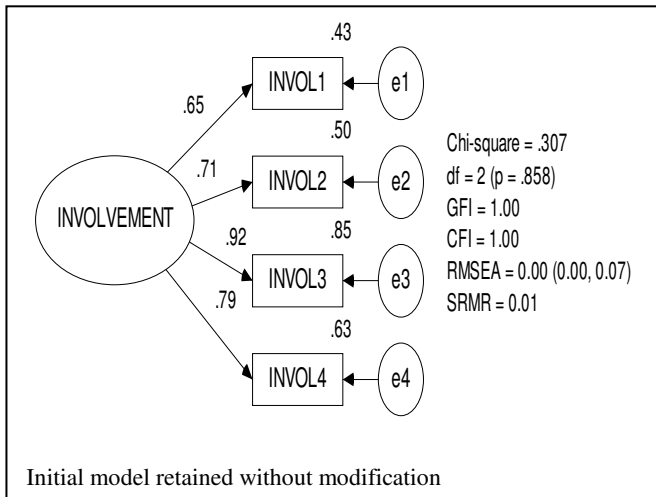 .43
INVOL1
e1
.65
.50
INVOL2
e2
.71
INVOLVEMENT
.85
.92
INVOL3
e3
.79
.63
INVOL4
e4
Chi-square = .307
df = 2 (p = .858)
GFI = 1.00
CFI = 1.00
RMSEA = 0.00 (0.00, 0.07)
SRMR = 0.01
Initial model retained without modification